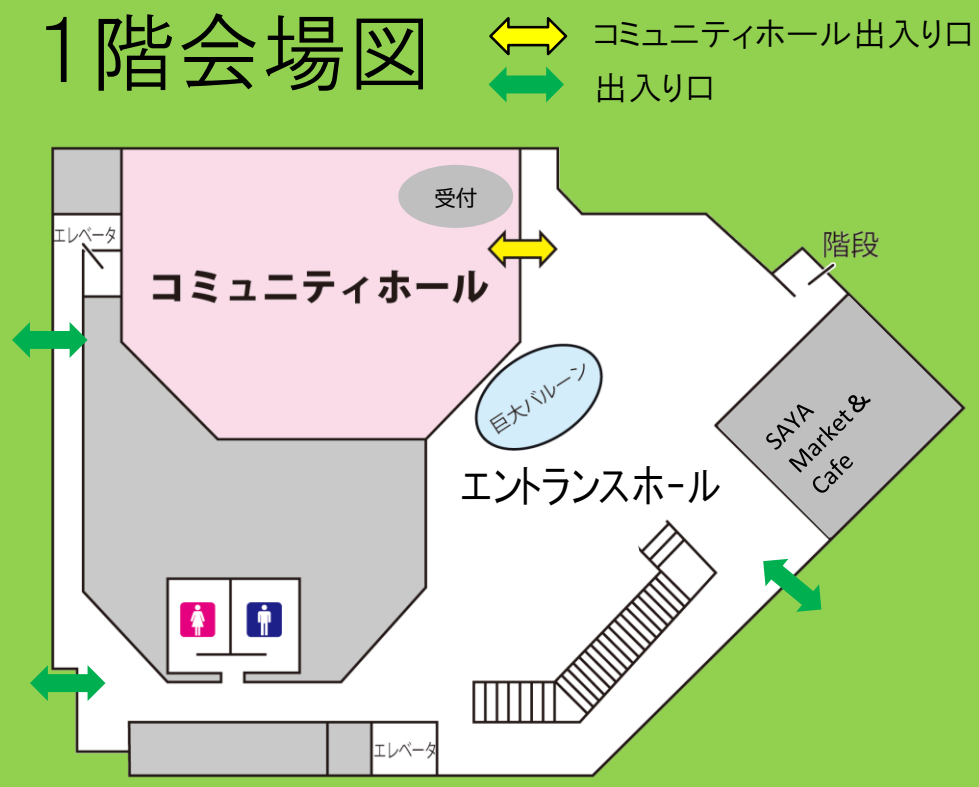 1階会場図
コミュニティホール出入り口
出入り口
受付
エレベータ
階段
コミュニティホール
巨大バルーン
SAYA
Market &
Cafe
エントランスホール
エレベータ